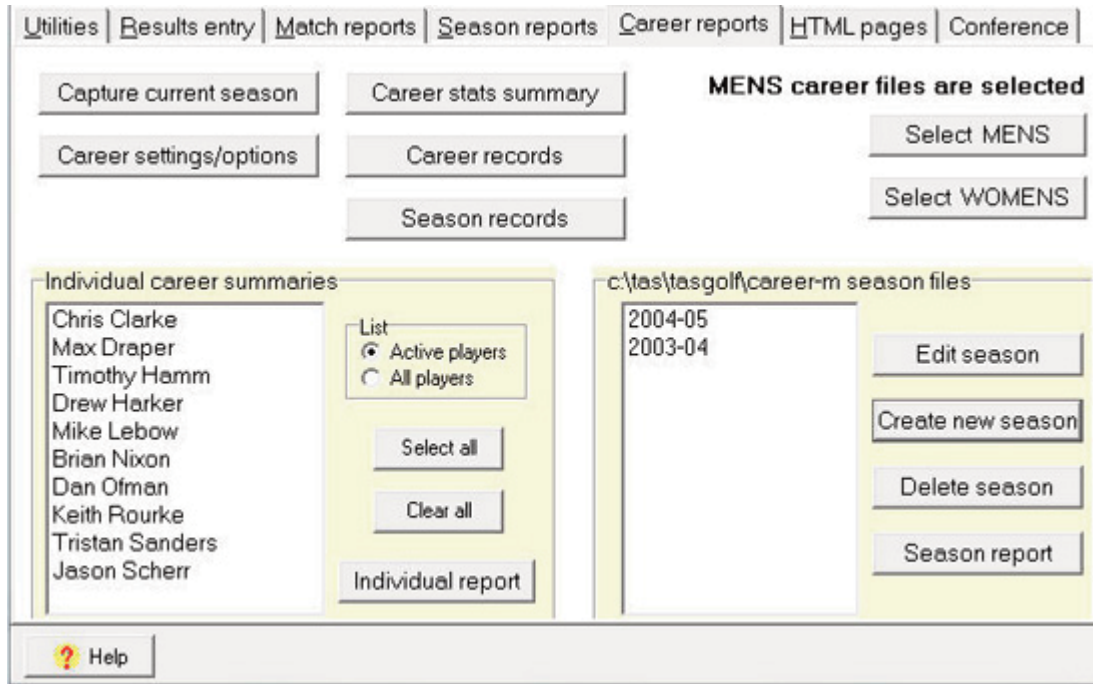 Utilities Results entry Match reports Season reports Career reports HTML pages Conference
MENS career files are selected
Capture current season
Career stats summary
Select MENS
Career settings/options
Career records
Select WOMENS
Season records
Individual career summaries
Chris Clarke
Max Draper
Timothy Hamm
Drew Harker
Mike Lebow
Brian Nixon
Dan Ofman
Keith Rourke
Tristan Sanders
Jason Scherr
List
Active players
All players
Select all
Clear all
Individual report
c:\tas\tasgolf\career-m season files
2004-05
2003-04
Edit season
Create new season
Delete season
Season report
? Help